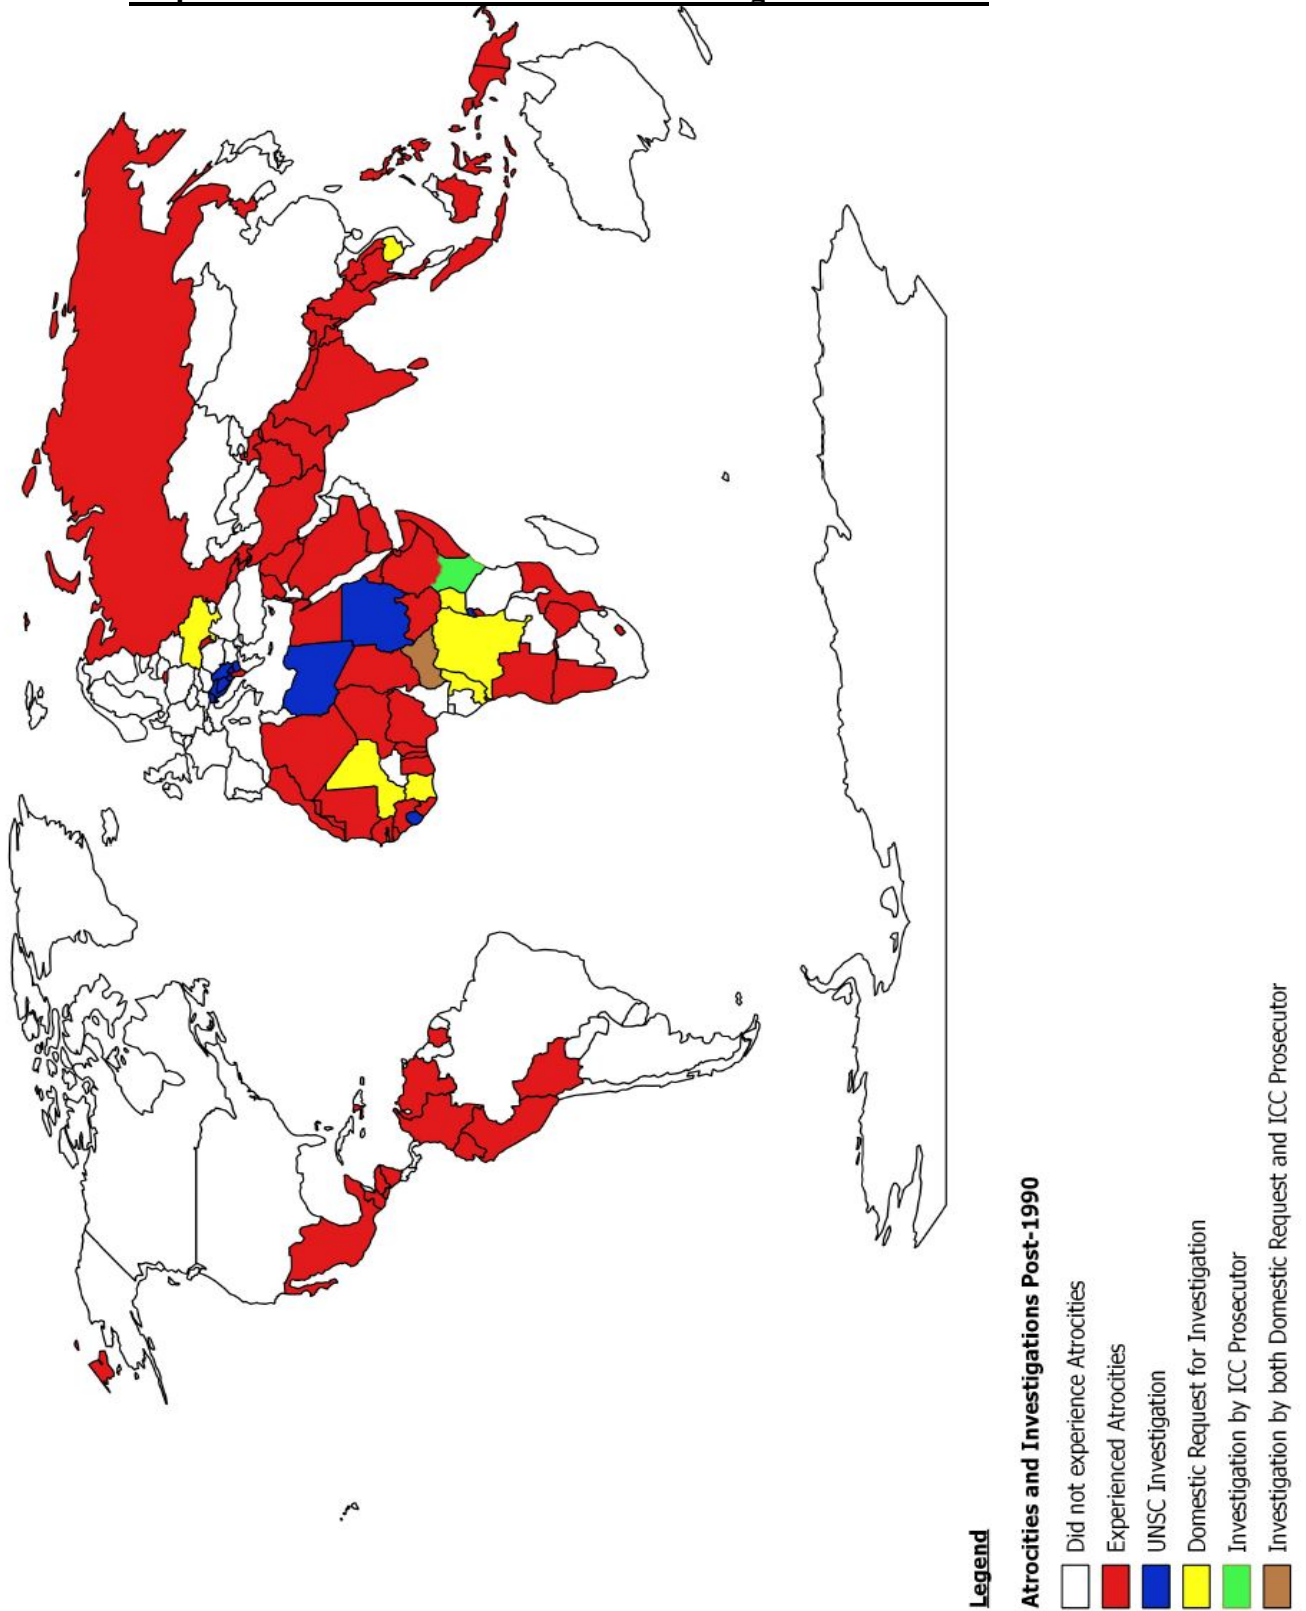 Legend
Atrocities and Investigations Post-1990
Did not experience Atrocities
Experienced Atrocities
UNSC Investigation
Domestic Request for Investigation
Investigation by ICC Prosecutor
Investigation by both Domestic Request and ICC Prosecutor